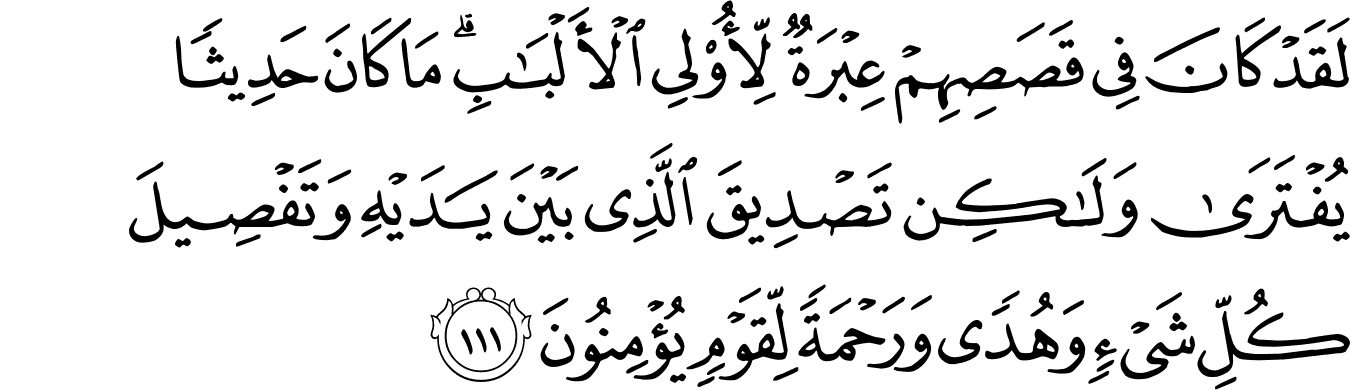 لَقَدْ كَانَ فِى قَصَصِهِمْ عِبْرَةٌ لِّأُو۟لِى ٱلْأَلْبَـٰبِ ۗ مَا كَانَ حَدِيثًا
يُفْتَرَىٰ وَلَـٰكِن تَصْدِيقَ ٱلَّذِى بَيْنَ يَدَيْهِ وَتَفْصِيلَ
كُلِّ شَىْءٍ وَهُدًى وَرَحْمَةً لِّقَوْمٍ يُؤْمِنُونَ ١١١